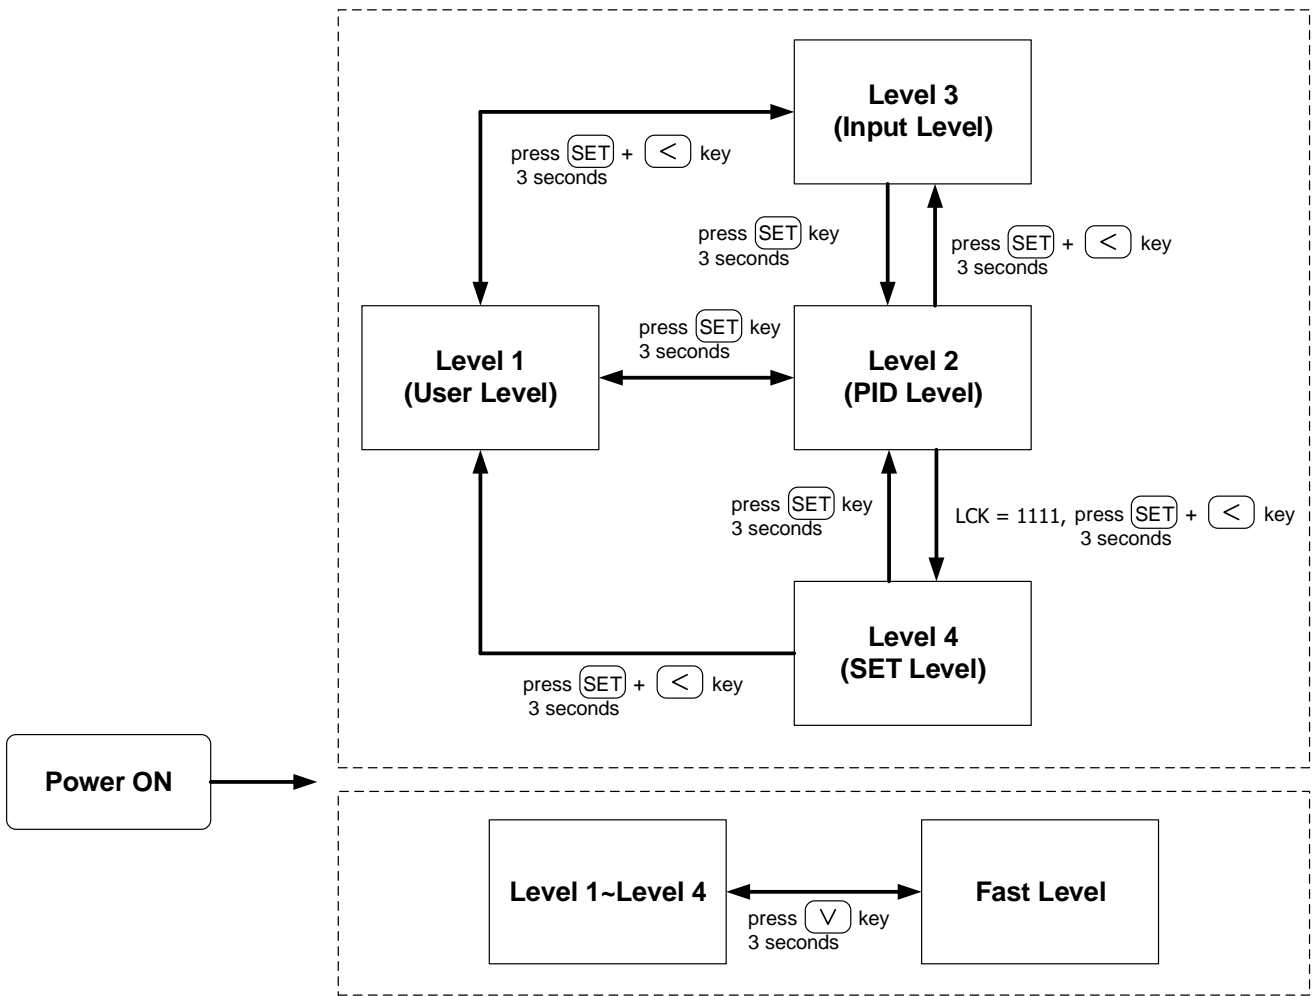 Level 3
(Input Level)
press SET + < key
3 seconds
press SET key
3 seconds
press SET + < key
3 seconds
press SET key
3 seconds
Level 1
(User Level)
Level 2
(PID Level)
press SET key
3 seconds
LCK = 1111, press SET + < key
3 seconds
Level 4
(SET Level)
press SET + < key
3 seconds
Power ON
Level 1~Level 4
Fast Level
press ∨ key
3 seconds